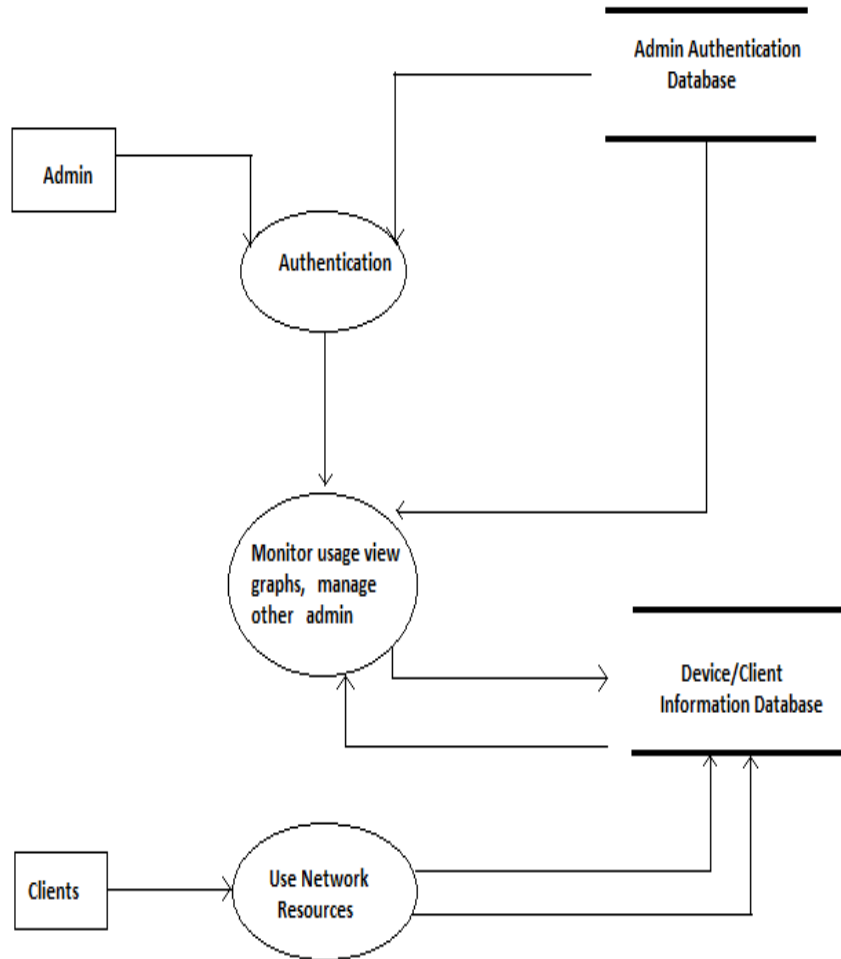 Admin Authentication
Database
Admin
Authentication
Monitor usage view
graphs, manage
other admin
Device/Client
Information Database
Clients
Use Network
Resources